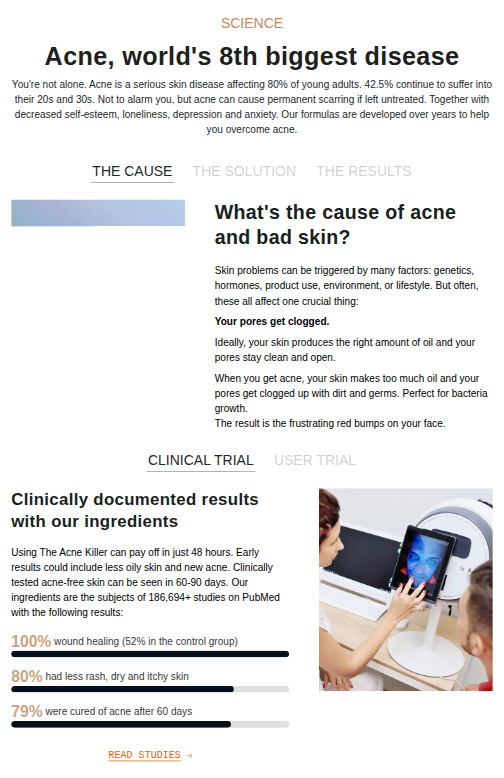 SCIENCE
Acne, world's 8th biggest disease
You're not alone. Acne is a serious skin disease affecting 80% of young adults. 42.5% continue to suffer into
their 20s and 30s. Not to alarm you, but acne can cause permanent scarring if left untreated. Together with
decreased self-esteem, loneliness, depression and anxiety. Our formulas are developed over years to help
you overcome acne.
THE CAUSE THE SOLUTION THE RESULTS
What's the cause of acne
and bad skin?
Skin problems can be triggered by many factors: genetics,
hormones, product use, environment, or lifestyle. But often,
these all affect one crucial thing:
Your pores get clogged.
Ideally, your skin produces the right amount of oil and your
pores stay clean and open.
When you get acne, your skin makes too much oil and your
pores get clogged up with dirt and germs. Perfect for bacteria
growth.
The result is the frustrating red bumps on your face.
CLINICAL TRIAL USER TRIAL
Clinically documented results
with our ingredients
Using The Acne Killer can pay off in just 48 hours. Early
results could include less oily skin and new acne. Clinically
tested acne-free skin can be seen in 60-90 days. Our
ingredients are the subjects of 186,694+ studies on PubMed
with the following results:
100% wound healing (52% in the control group)
80% had less rash, dry and itchy skin
79% were cured of acne after 60 days
READ STUDIES →